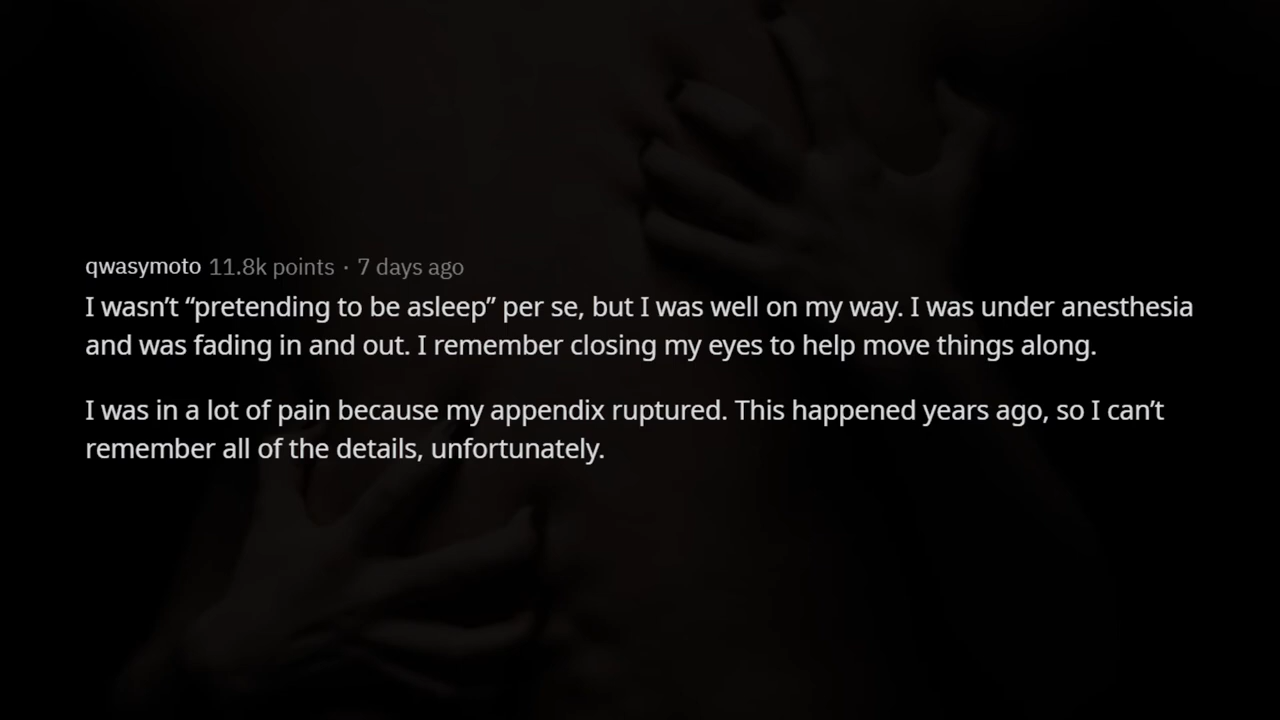 qwasymoto 11.8k points · 7 days ago
I wasn’t “pretending to be asleep” per se, but I was well on my way. I was under anesthesia
and was fading in and out. I remember closing my eyes to help move things along.
I was in a lot of pain because my appendix ruptured. This happened years ago, so I can’t
remember all of the details, unfortunately.